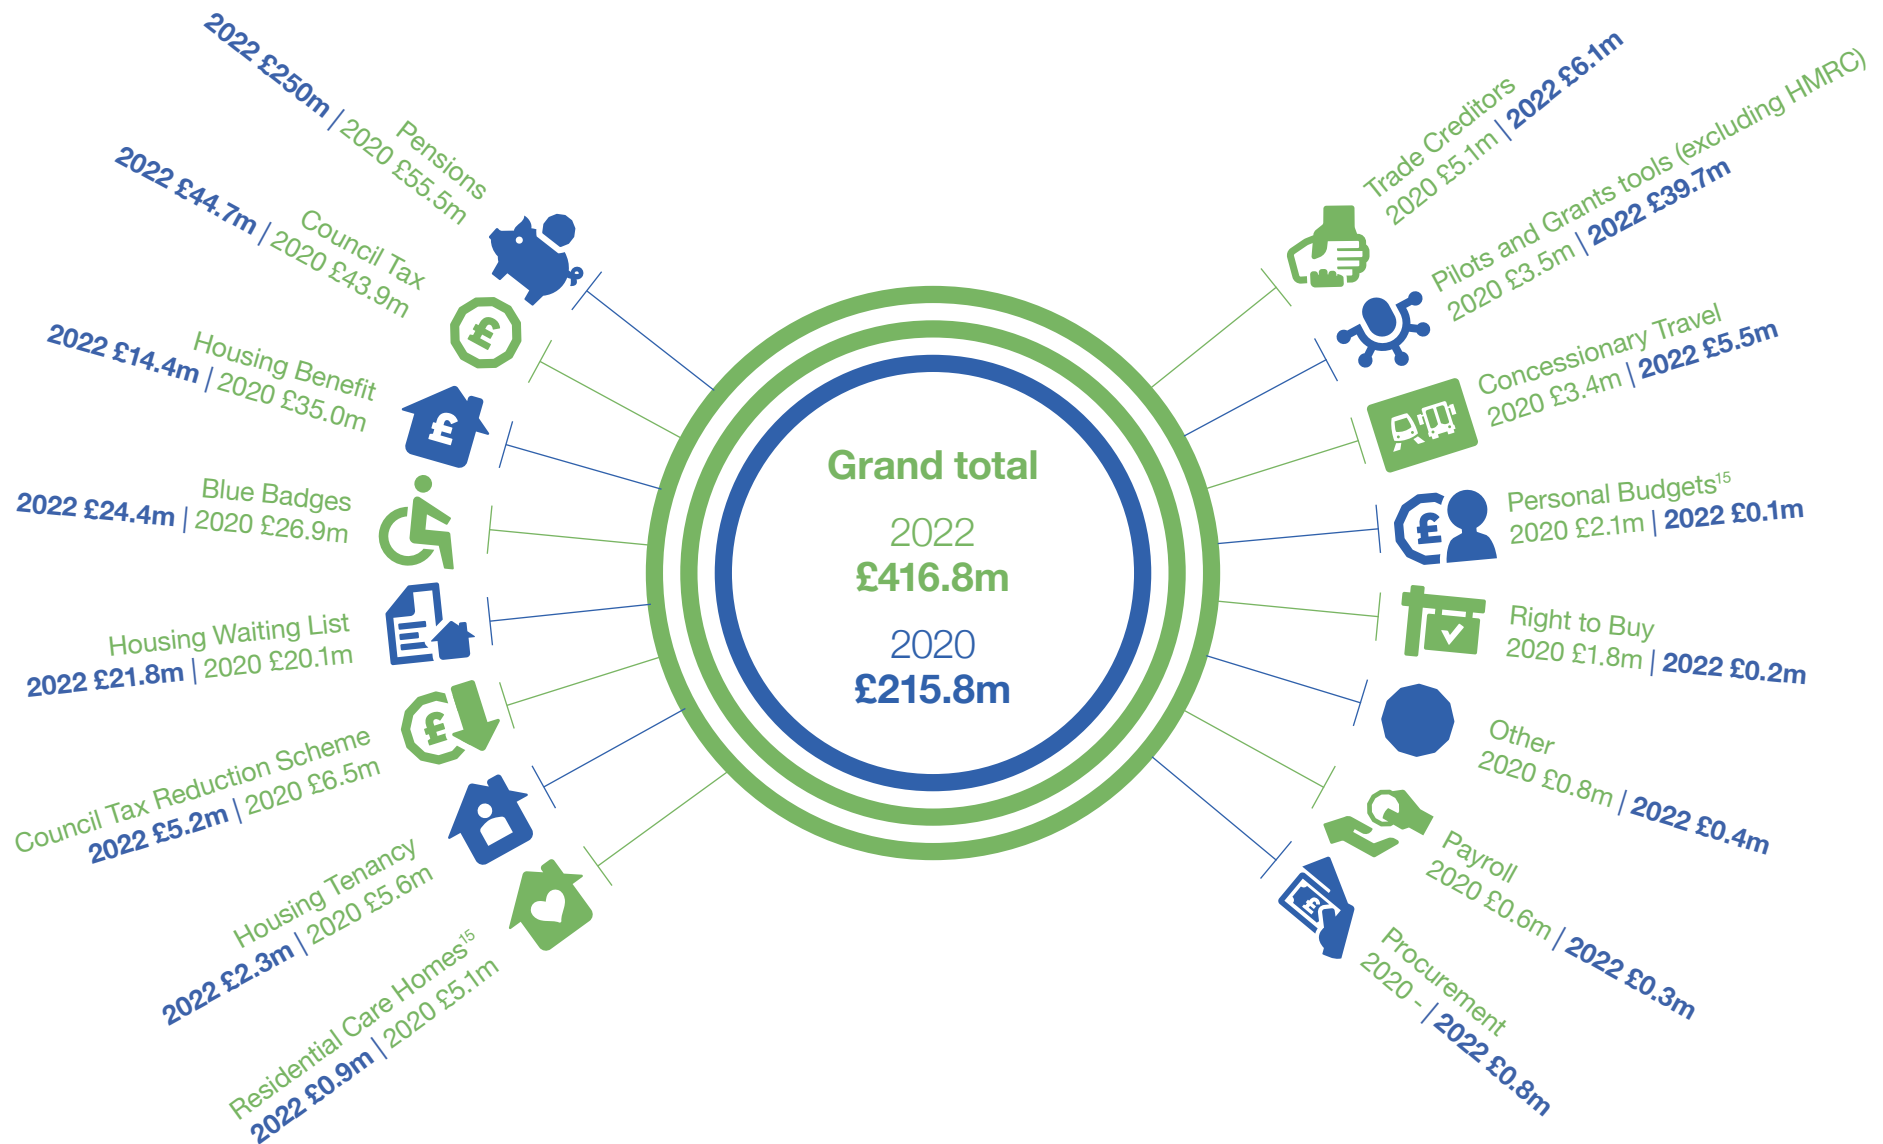 Pensions
2022 £250m | 2020 £55.5m
Council Tax
2022 £44.7m | 2020 £43.9m
Housing Benefit
2022 £14.4m | 2020 £35.0m
Blue Badges
2022 £24.4m | 2020 £26.9m
Housing Waiting List
2022 £21.8m | 2020 £20.1m
Council Tax Reduction Scheme
2022 £5.2m | 2020 £6.5m
Housing Tenancy
2022 £2.3m | 2020 £5.6m
Residential Care Homes¹⁵
2022 £0.9m | 2020 £5.1m
£
£
£
Grand total
2022
£416.8m
2020
£215.8m
Trade Creditors
2020 £5.1m | 2022 £6.1m
Pilots and Grants tools (excluding HMRC)
2020 £3.5m | 2022 £39.7m
Concessionary Travel
2020 £3.4m | 2022 £5.5m
Personal Budgets¹⁵
2020 £2.1m | 2022 £0.1m
Right to Buy
2020 £1.8m | 2022 £0.2m
Other
2020 £0.8m | 2022 £0.4m
Payroll
2020 £0.6m | 2022 £0.3m
Procurement
2020 - | 2022 £0.8m
£
£